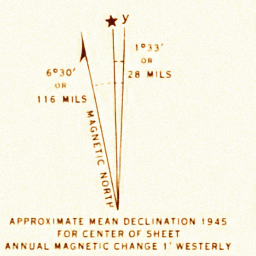 y
1°33'
OR
28 MILS
6°30'
OR
116 MILS
MAGNETIC NORTH
APPROXIMATE MEAN DECLINATION 1945
FOR CENTER OF SHEET
ANNUAL MAGNETIC CHANGE 1' WESTERLY